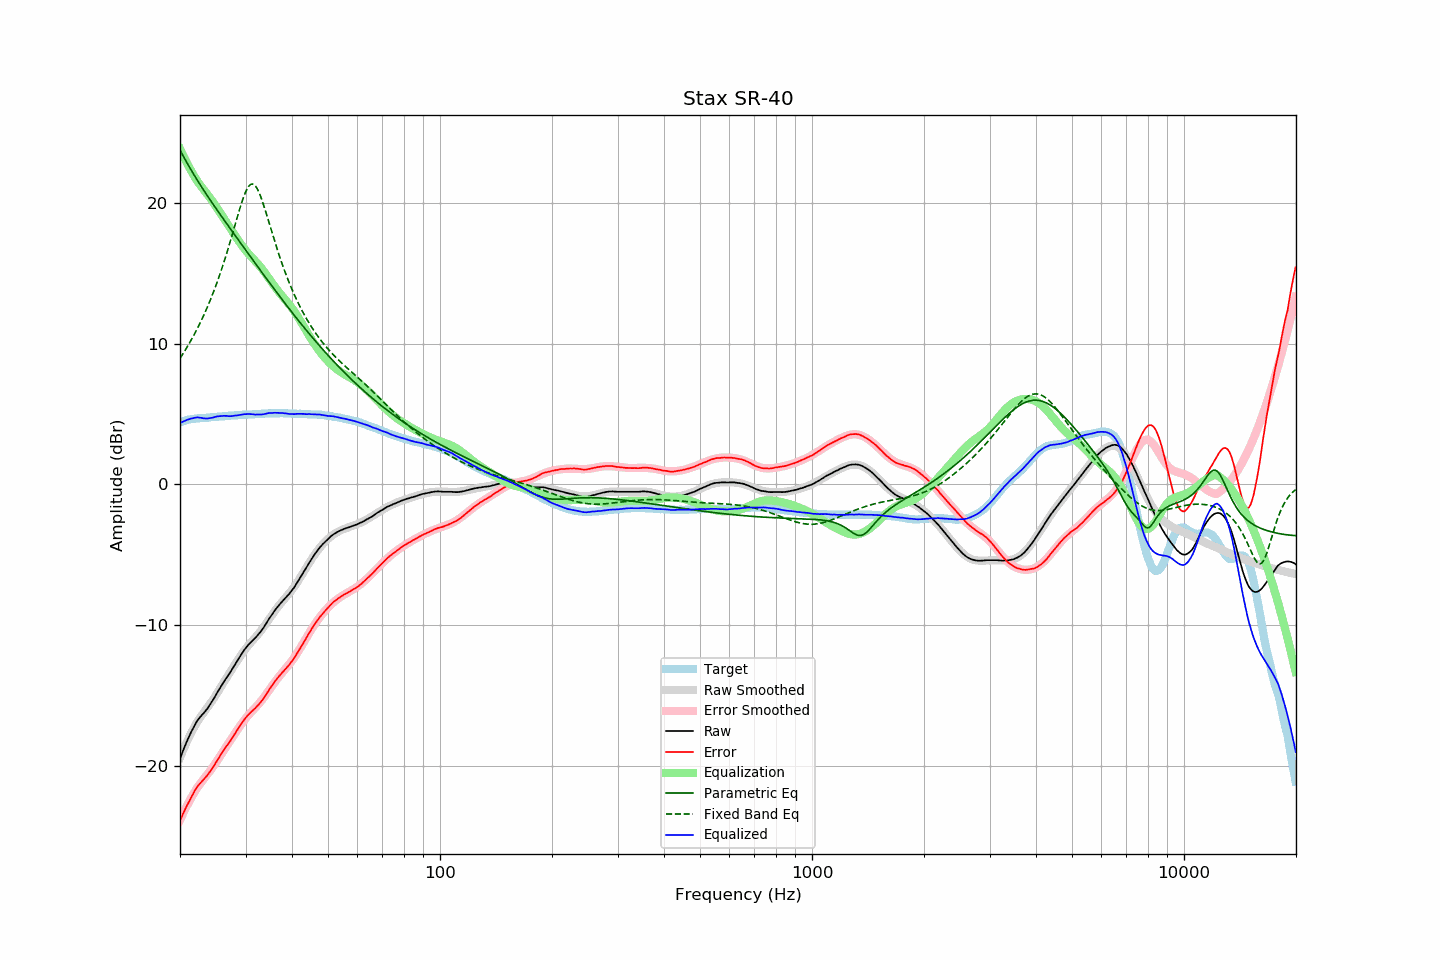 Stax SR-40
Amplitude (dBr)
20
10
0
−10
−20
Target
Raw Smoothed
Error Smoothed
Raw
Error
Equalization
Parametric Eq
Fixed Band Eq
Equalized
100
1000
10000
Frequency (Hz)